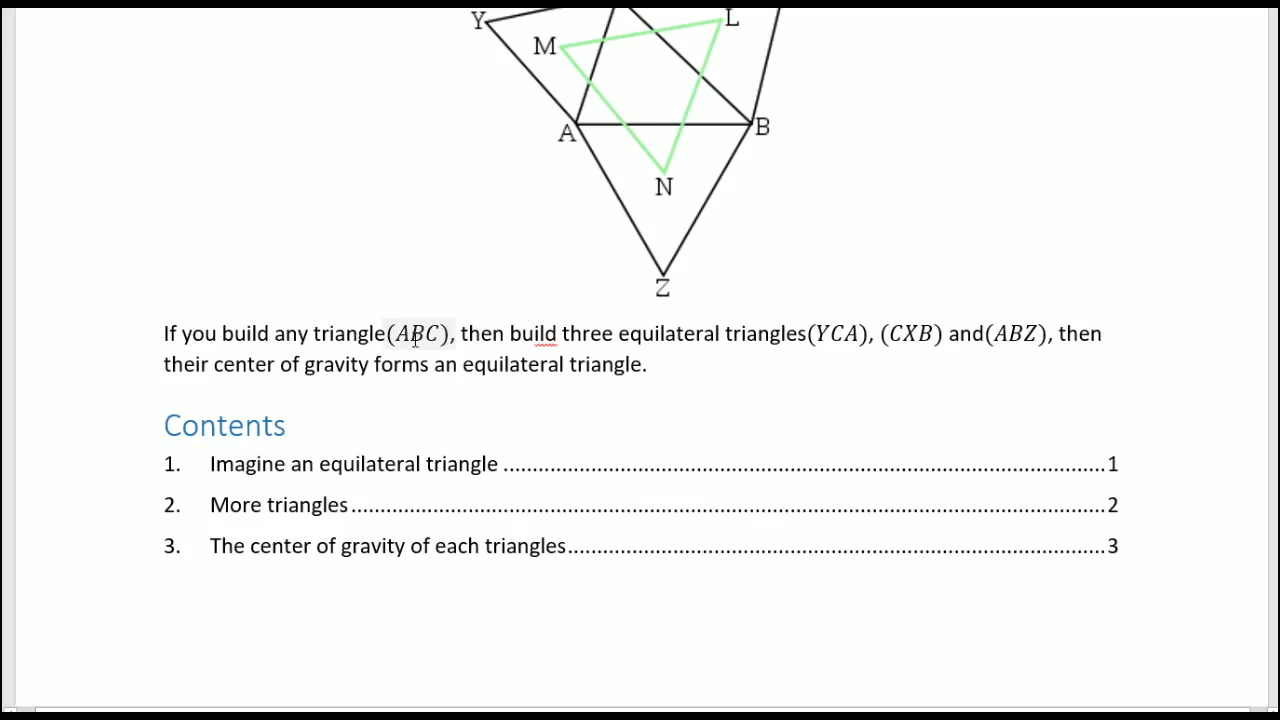 Y
L
M
A
B
N
Z
If you build any triangle(ABC), then build three equilateral triangles(YCA), (CXB) and(ABZ), then
their center of gravity forms an equilateral triangle.
Contents
1. Imagine an equilateral triangle ........................................................................................................ 1
2. More triangles ................................................................................................................................ 2
3. The center of gravity of each triangles ............................................................................................ 3